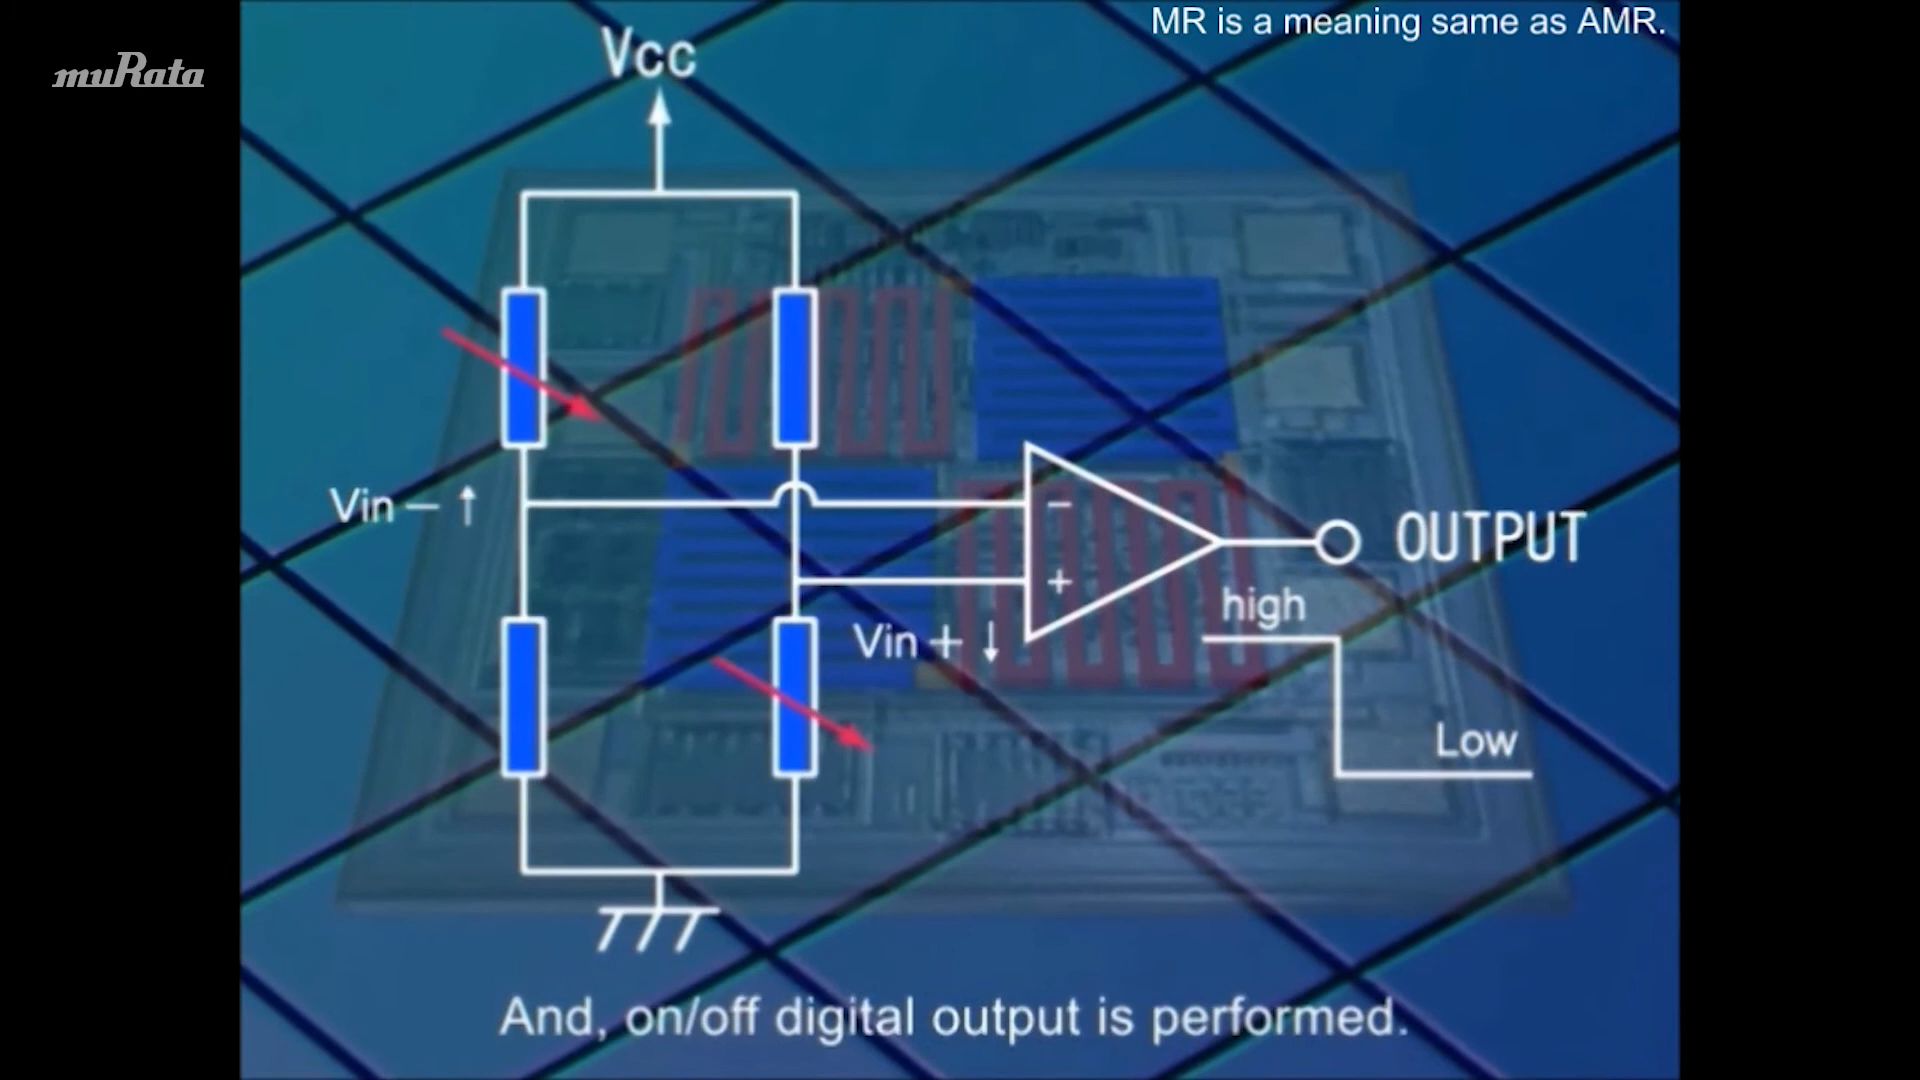 MR is a meaning same as AMR.
muRata
Vcc
Vin － ↑
−
+
OUTPUT
high
Vin + ↓
Low
And, on/off digital output is performed.